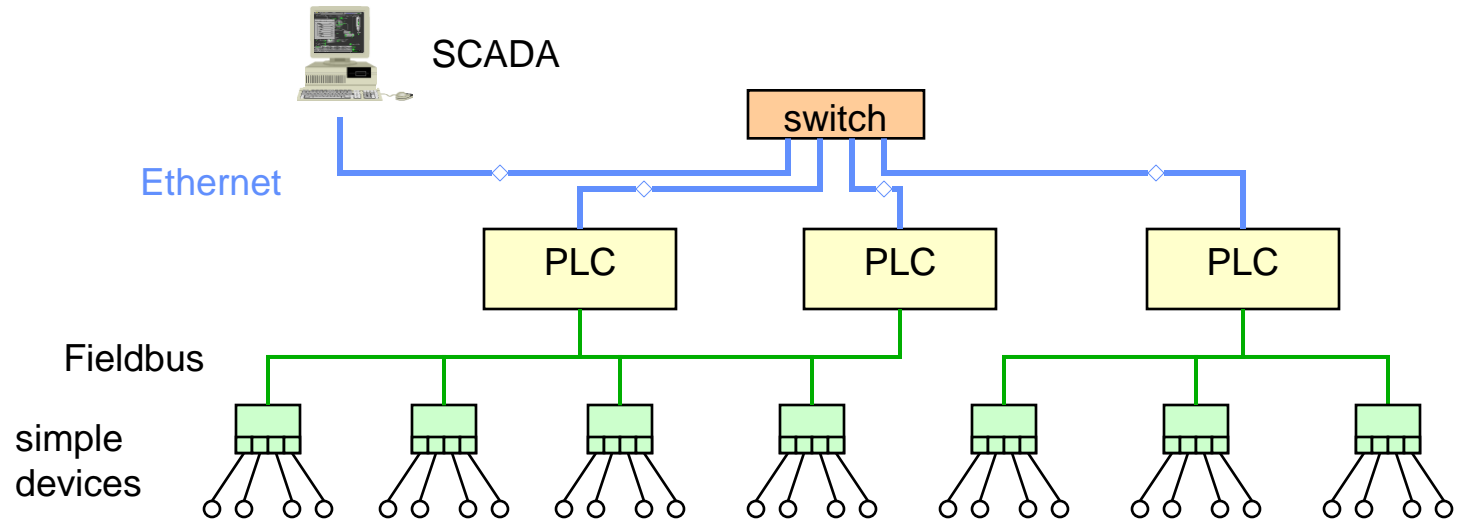 SCADA
switch
Ethernet
PLC
PLC
PLC
Fieldbus
simple
devices